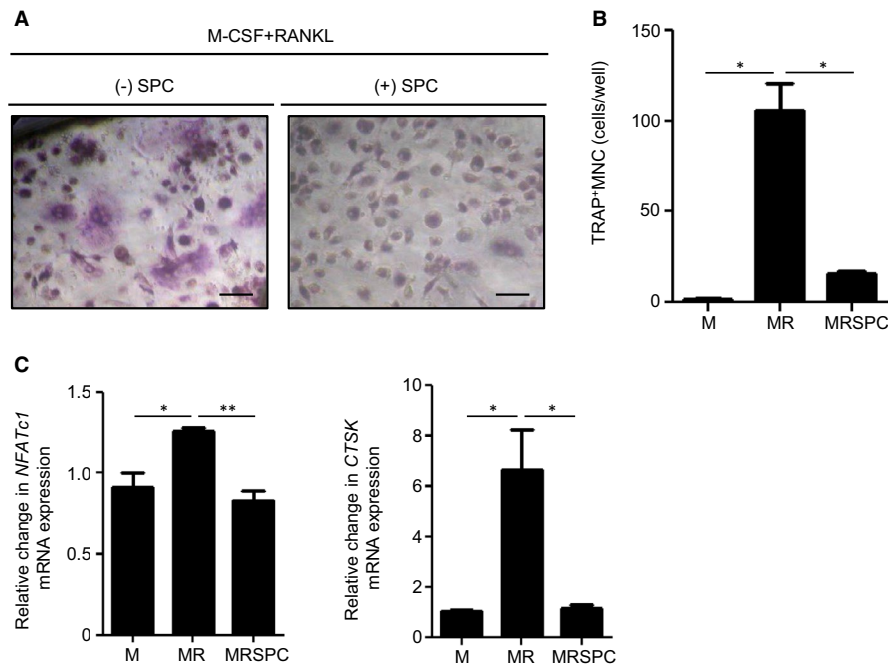 A
M-CSF+RANKL
(-) SPC
(+) SPC
B
TRAP⁺MNC (cells/well)
150
100
50
0
*
*
M
MR
MRSPC
C
Relative change in NFATc1
mRNA expression
1.5
1.0
0.5
0
*
**
M
MR
MRSPC
Relative change in CTSK
mRNA expression
10
8
6
4
2
0
*
*
M
MR
MRSPC